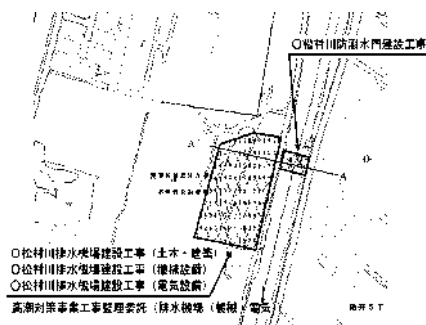 ○松村川防潮水門建設工事
A
A
A
○松村川排水機場建設工事（土木・建築）
○松村川排水機場建設工事（機械設備）
○松村川排水機場建設工事（電気設備）
高潮対策事業工事監理委託（排水機場（機械・電気）